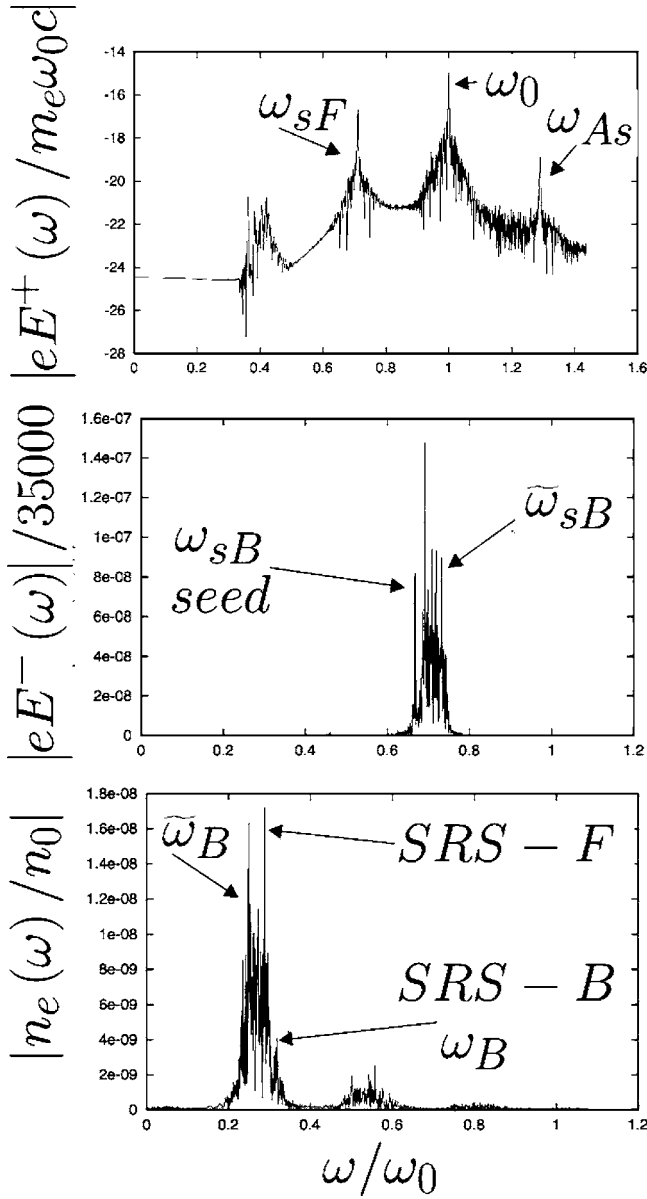 |eE⁺(ω)/mₑω₀c|
-14
-16
-18
-20
-22
-24
-26
-28
ω_sF
ω₀
ω_As
0 0.2 0.4 0.6 0.8 1 1.2 1.4 1.6
|eE⁻(ω)|/35000
1.6e-07
1.4e-07
1.2e-07
1e-07
8e-08
6e-08
4e-08
2e-08
0
ω_sB
seed
ω̃_sB
0 0.2 0.4 0.6 0.8 1 1.2
|nₑ(ω)/n₀|
1.8e-08
1.6e-08
1.4e-08
1.2e-08
1e-08
8e-09
6e-09
4e-09
2e-09
0
ω̃_B
SRS − F
SRS − B
ω_B
0 0.2 0.4 0.6 0.8 1 1.2
ω/ω₀